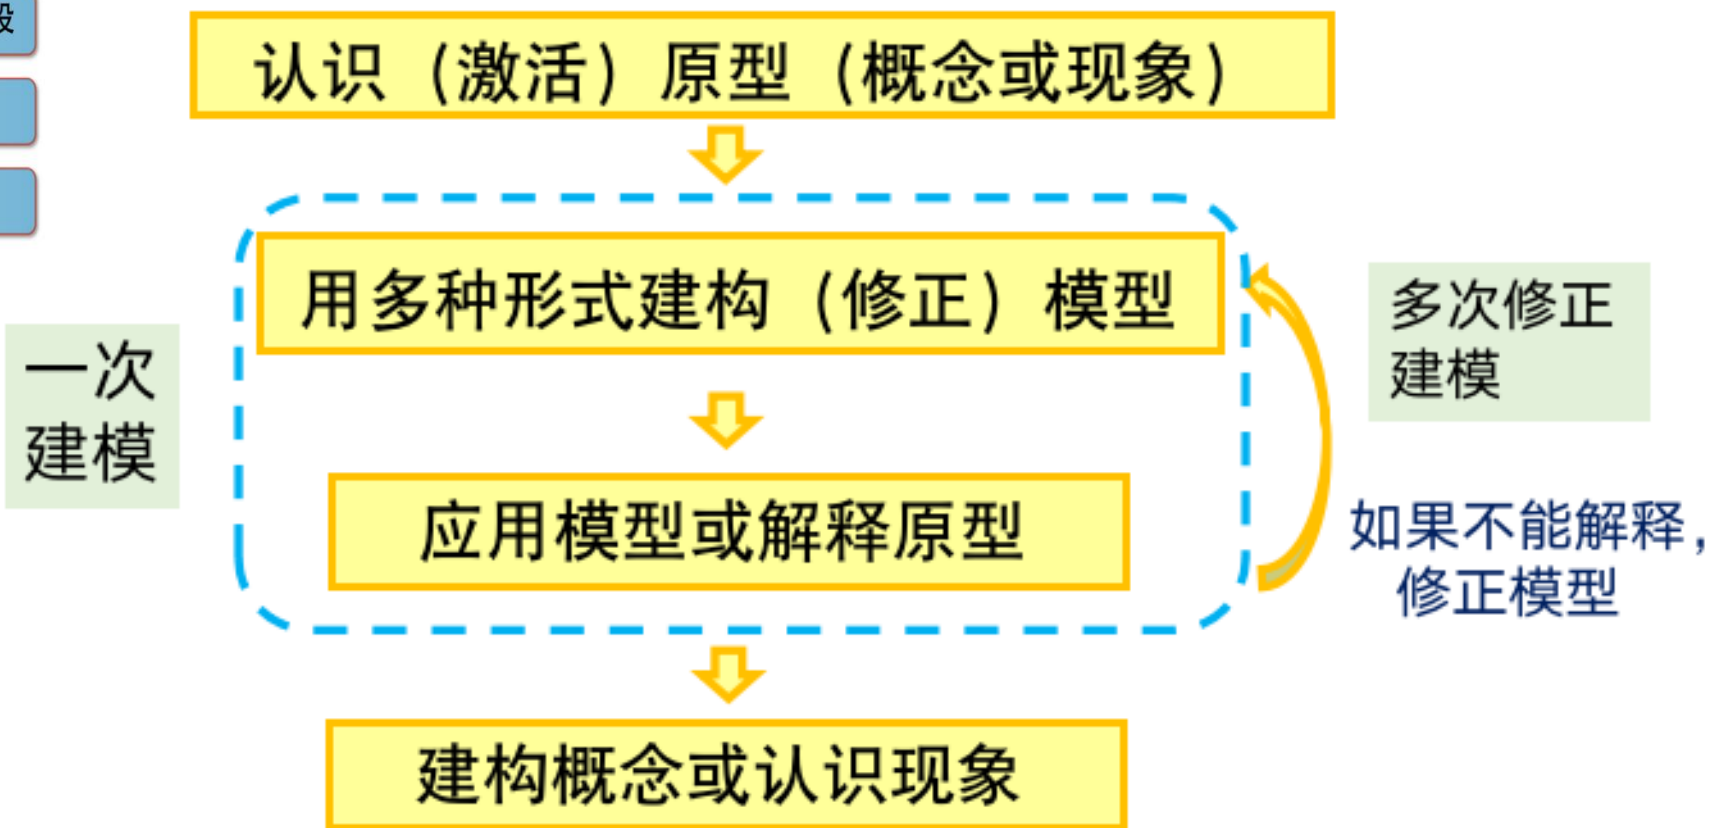 段
认识（激活）原型（概念或现象）
用多种形式建构（修正）模型
多次修正
建模
一次
建模
应用模型或解释原型
如果不能解释，
修正模型
建构概念或认识现象